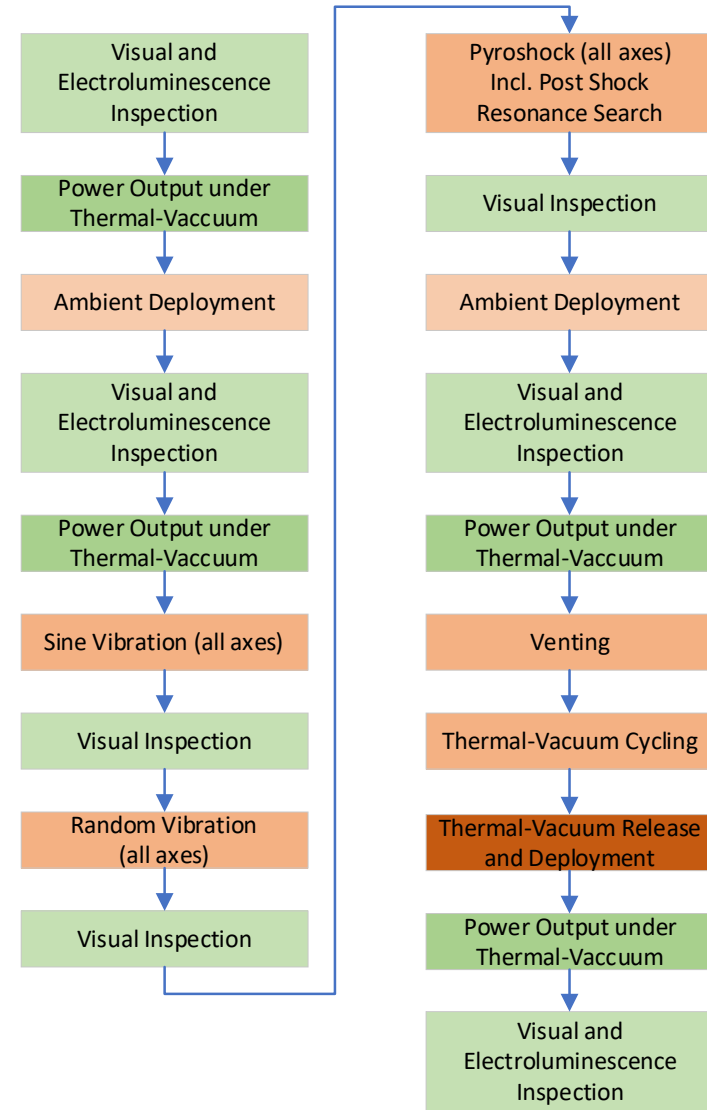 Visual and
Electroluminescence
Inspection
Power Output under
Thermal-Vaccuum
Ambient Deployment
Visual and
Electroluminescence
Inspection
Power Output under
Thermal-Vaccuum
Sine Vibration (all axes)
Visual Inspection
Random Vibration
(all axes)
Visual Inspection
Pyroshock (all axes)
Incl. Post Shock
Resonance Search
Visual Inspection
Ambient Deployment
Visual and
Electroluminescence
Inspection
Power Output under
Thermal-Vaccuum
Venting
Thermal-Vacuum Cycling
Thermal-Vacuum Release
and Deployment
Power Output under
Thermal-Vaccuum
Visual and
Electroluminescence
Inspection